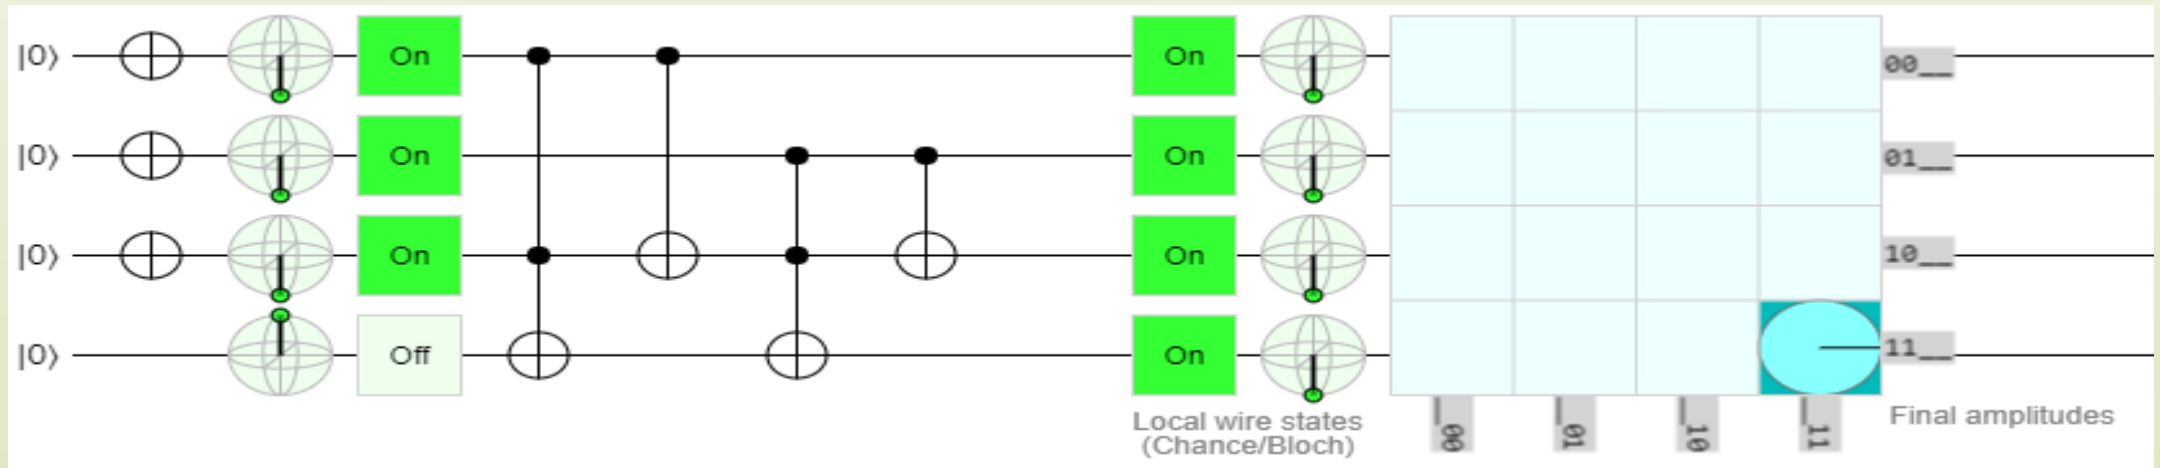 |0⟩ On On 00__
|0⟩ On On 01__
|0⟩ On On 10__
|0⟩ Off On 11__
Local wire states
(Chance/Bloch)
__00 __01 __10 __11
Final amplitudes